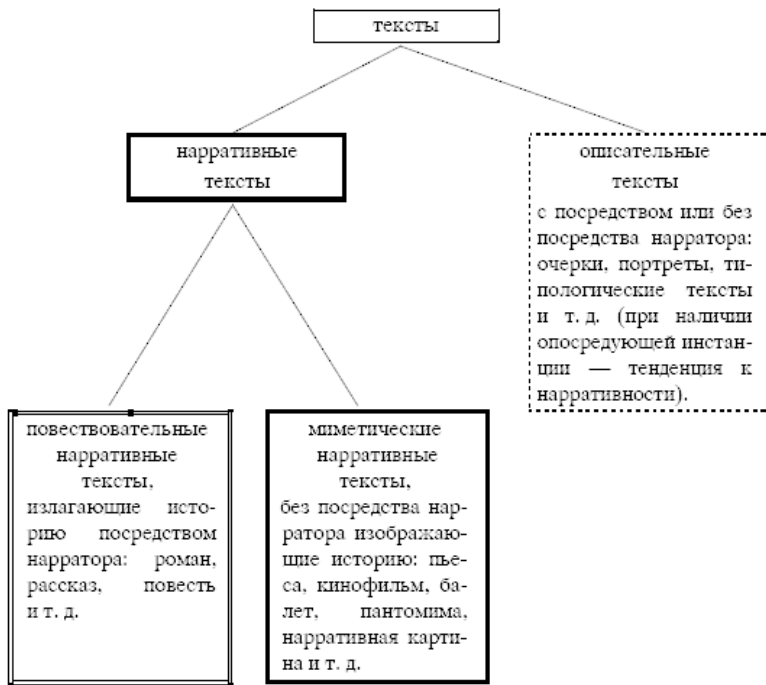 тексты
нарративные
тексты
описательные
тексты
с посредством или без
посредства нарратора:
очерки, портреты, ти-
пологические тексты
и т. д. (при наличии
опосредующей инстан-
ции — тенденция к
нарративности).
повествовательные
нарративные
тексты,
излагающие исто-
рию посредством
нарратора: роман,
рассказ, повесть
и т. д.
миметические
нарративные
тексты,
без посредства нар-
ратора изображаю-
щие историю: пье-
са, кинофильм, ба-
лет, пантомима,
нарративная карти-
на и т. д.